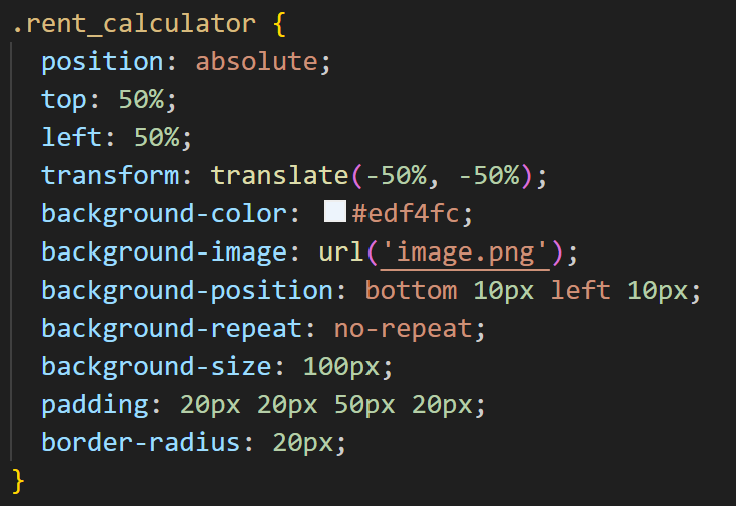 .rent_calculator {
  position: absolute;
  top: 50%;
  left: 50%;
  transform: translate(-50%, -50%);
  background-color: #edf4fc;
  background-image: url('image.png');
  background-position: bottom 10px left 10px;
  background-repeat: no-repeat;
  background-size: 100px;
  padding: 20px 20px 50px 20px;
  border-radius: 20px;
}